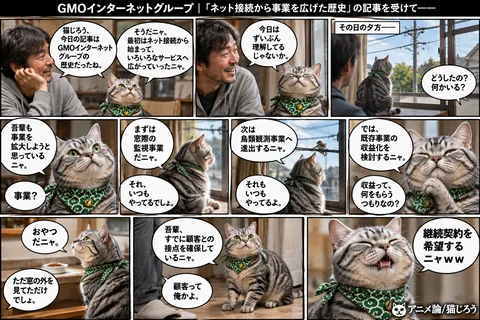 GMOインターネットグループ｜「ネット接続から事業を広げた歴史」の記事を受けて――
猫じろう、
今日の記事は
GMOインターネット
グループの
歴史だったね。
そうだニャ。
最初はネット接続から
始まって、
いろいろなサービスへ
広がっていったニャ。
今日は
ずいぶん
理解してる
じゃないか。
その日の夕方――
どうしたの？
何かいる？
吾輩も
事業を
拡大しようと
思っている
ニャ。
事業？
まずは
窓際の
監視事業
だニャ。
それ、
いつも
やってるでしょ。
次は
鳥類観測事業へ
進出するニャ。
それも
いつも
やってるよ。
では、
既存事業の
収益化を
検討するニャ。
収益って、
何をもらう
つもりなの？
おやつ
だニャ。
ただ窓の外を
見てただけ
でしょ。
吾輩、
すでに顧客との
接点を確保して
いるニャ。
顧客って
俺かよ。
継続契約を
希望する
ニャｗｗ
アニメ論/猫じろう